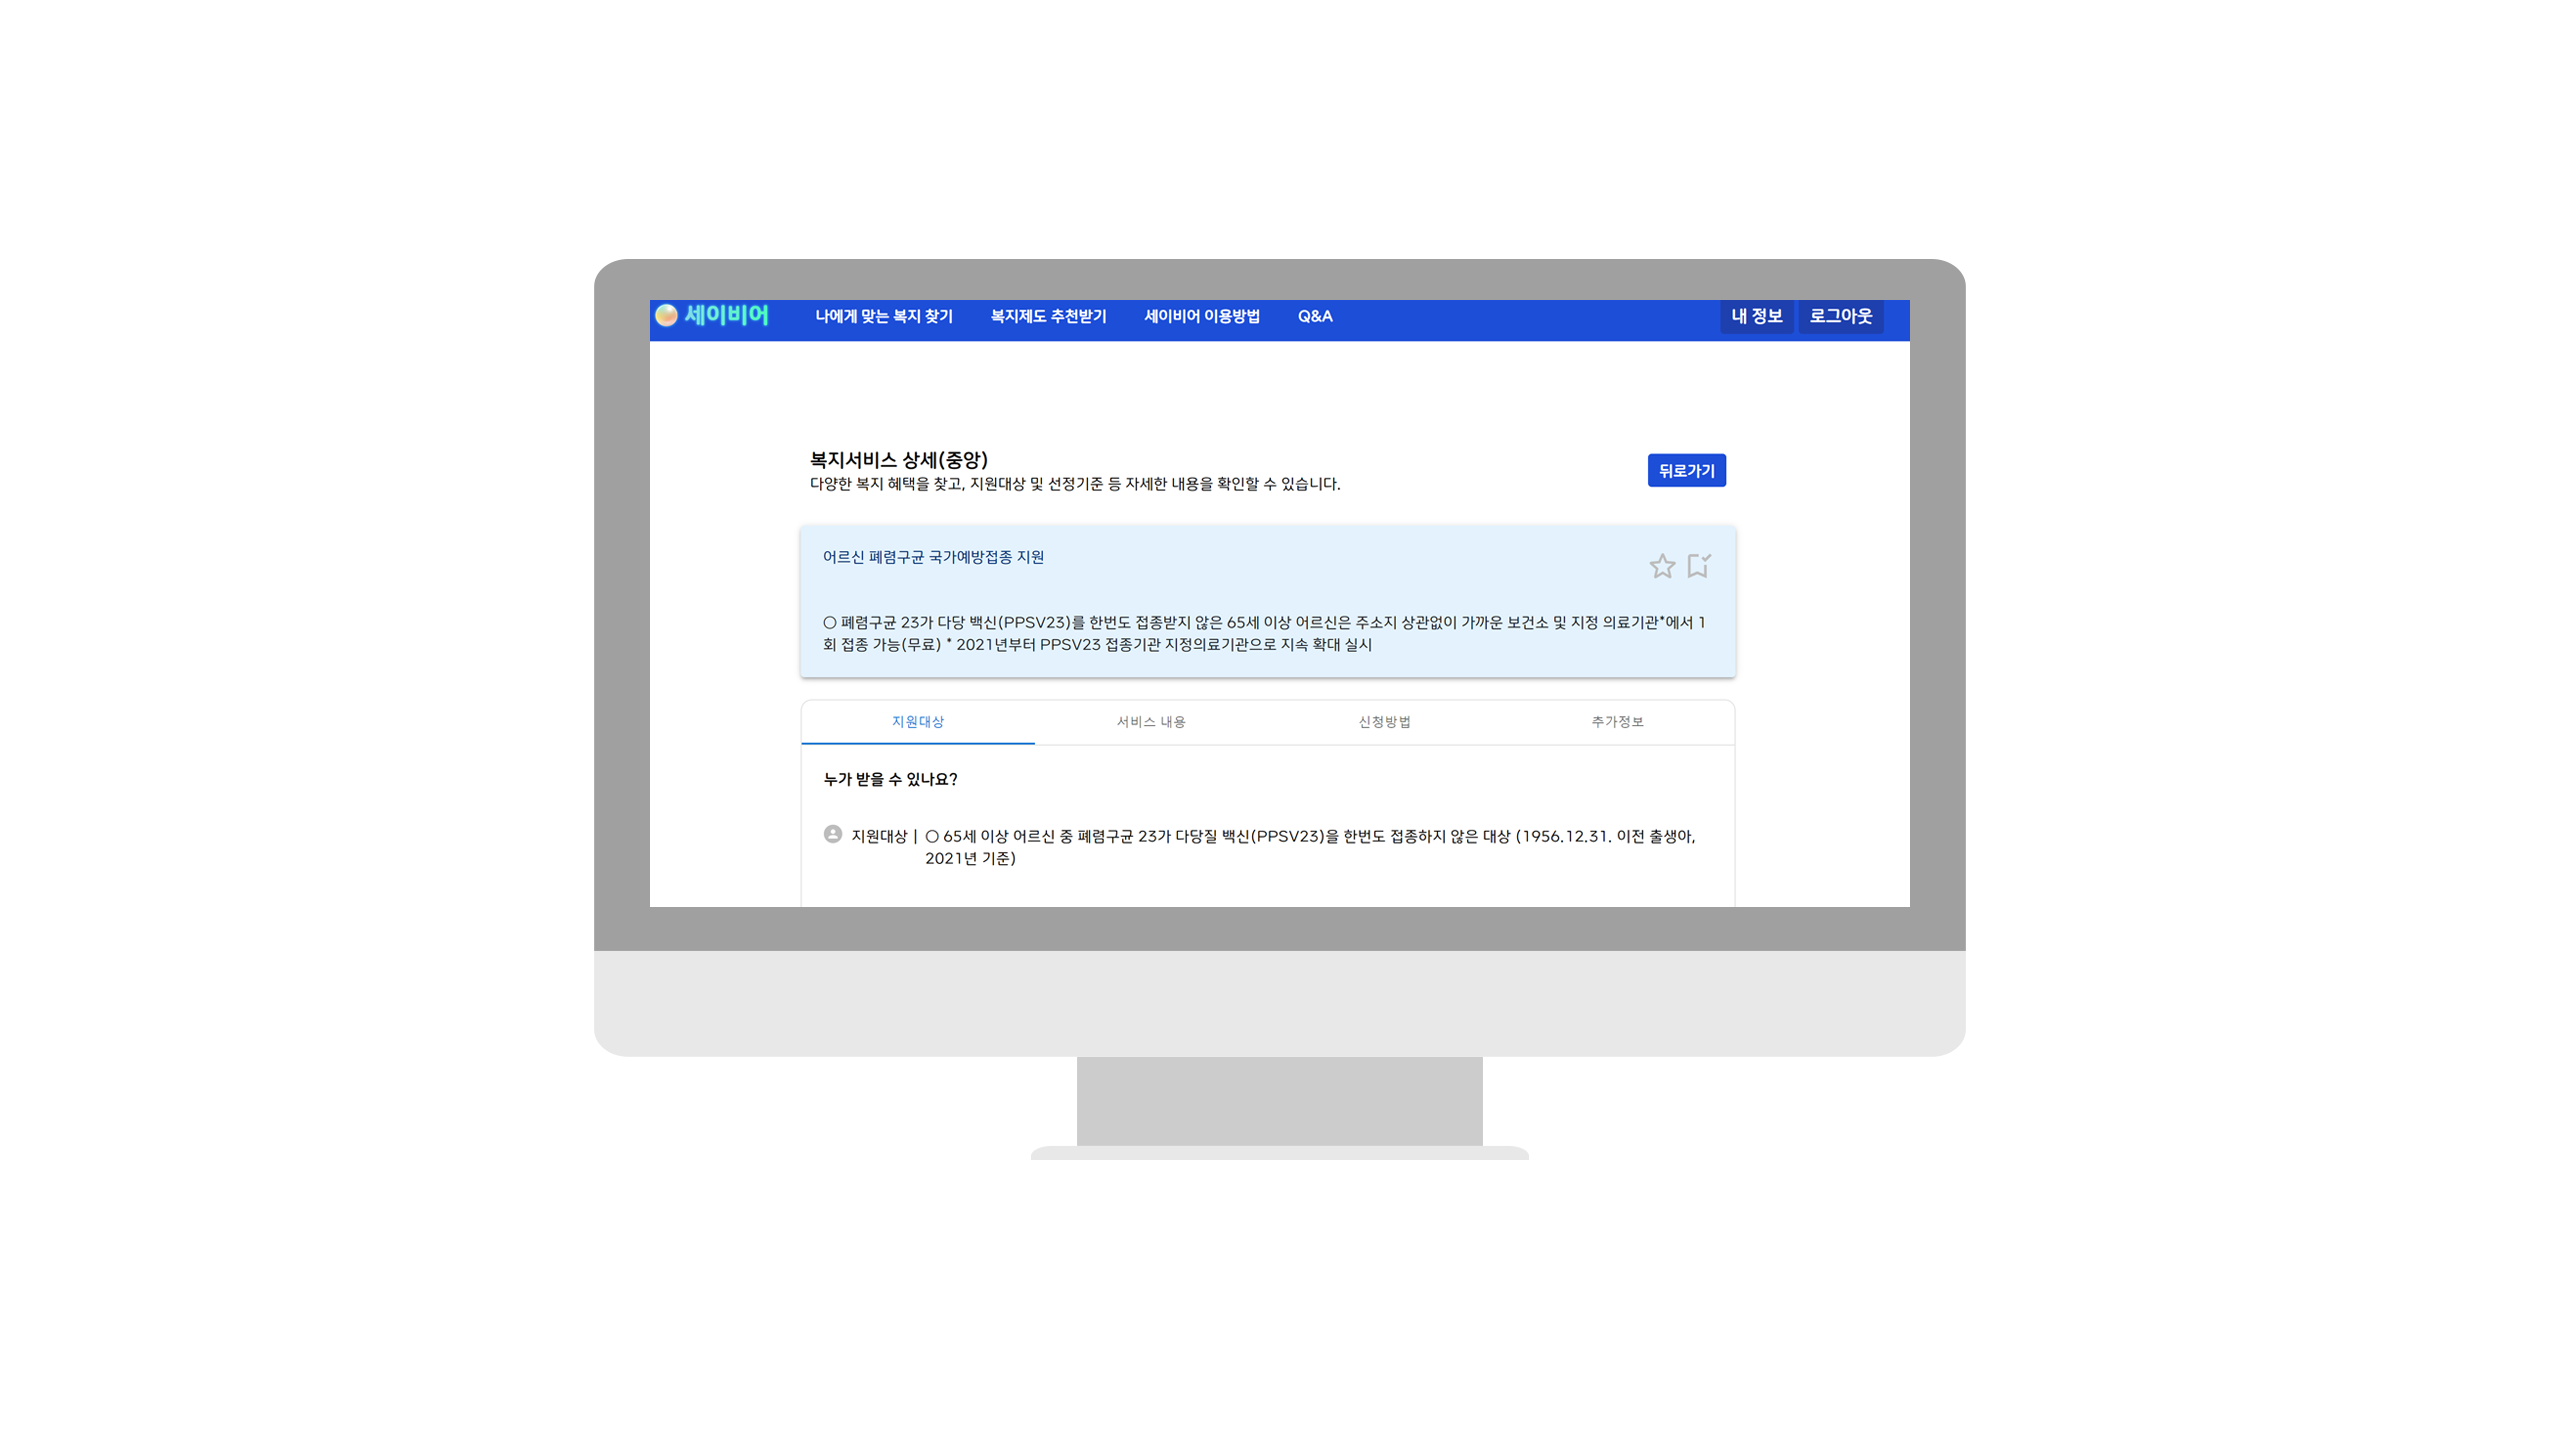 세이비어 나에게 맞는 복지 찾기 복지제도 추천받기 세이비어 이용방법 Q&A 내 정보 로그아웃
복지서비스 상세(중앙)
다양한 복지 혜택을 찾고, 지원대상 및 선정기준 등 자세한 내용을 확인할 수 있습니다.
뒤로가기
어르신 폐렴구균 국가예방접종 지원
○ 폐렴구균 23가 다당 백신(PPSV23)를 한번도 접종받지 않은 65세 이상 어르신은 주소지 상관없이 가까운 보건소 및 지정 의료기관*에서 1
회 접종 가능(무료) * 2021년부터 PPSV23 접종기관 지정의료기관으로 지속 확대 실시
지원대상 서비스 내용 신청방법 추가정보
누가 받을 수 있나요?
지원대상 | ○ 65세 이상 어르신 중 폐렴구균 23가 다당질 백신(PPSV23)을 한번도 접종하지 않은 대상 (1956.12.31. 이전 출생아,
2021년 기준)